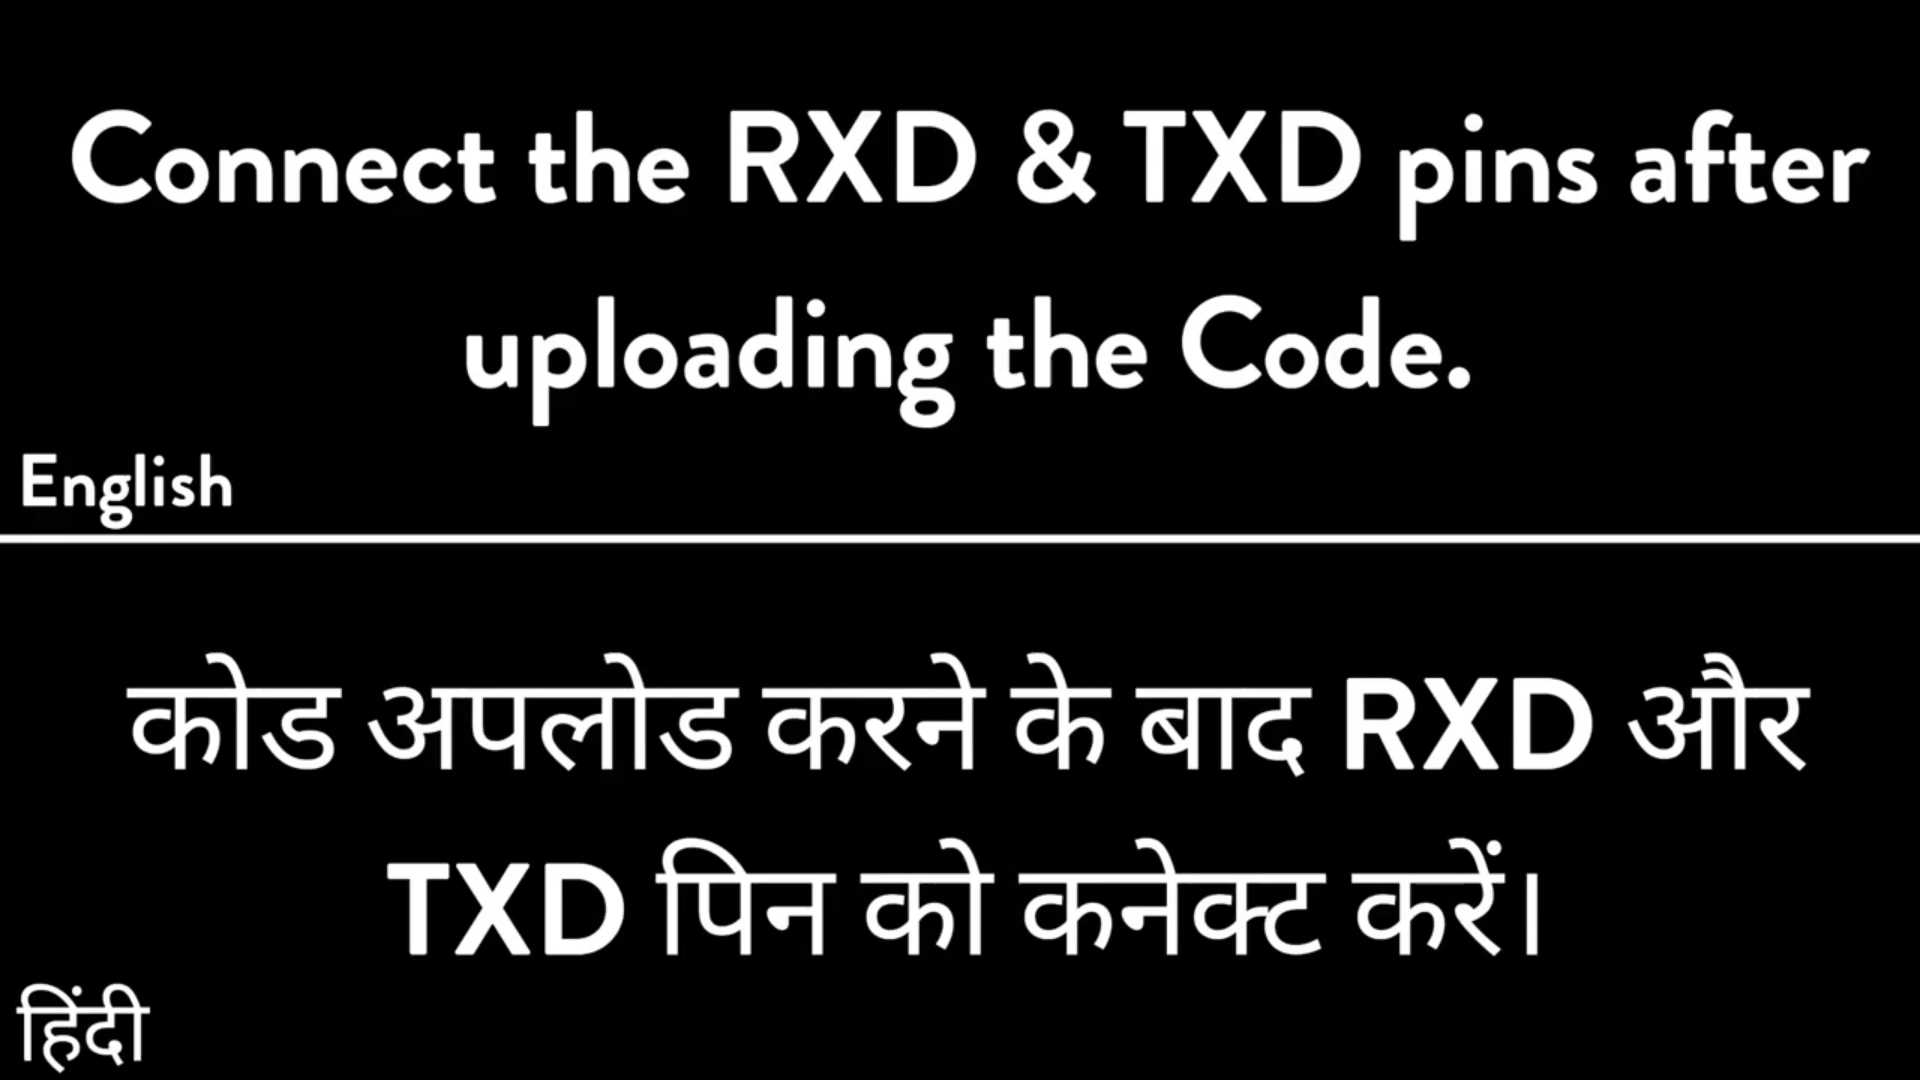 Connect the RXD & TXD pins after
uploading the Code.
English
कोड अपलोड करने के बाद RXD और
TXD पिन को कनेक्ट करें।
हिंदी